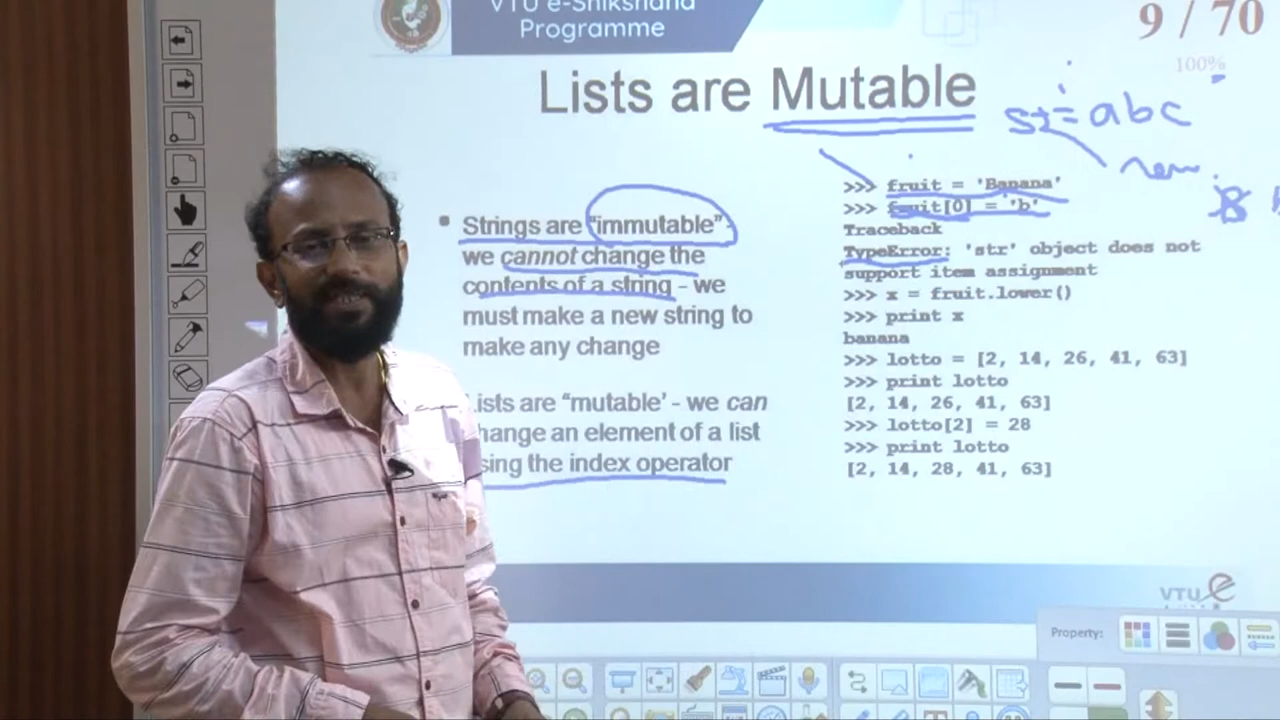 VTU e-Shikshana
Programme
9 / 70
100%
Lists are Mutable
st=abc
new
• Strings are "immutable" -
we cannot change the
contents of a string - we
must make a new string to
make any change
ists are "mutable' - we can
hange an element of a list
sing the index operator
>>> fruit = 'Banana'
>>> fruit[0] = 'b'
Traceback
TypeError: 'str' object does not
support item assignment
>>> x = fruit.lower()
>>> print x
banana
>>> lotto = [2, 14, 26, 41, 63]
>>> print lotto
[2, 14, 26, 41, 63]
>>> lotto[2] = 28
>>> print lotto
[2, 14, 28, 41, 63]
VTU e
Property: